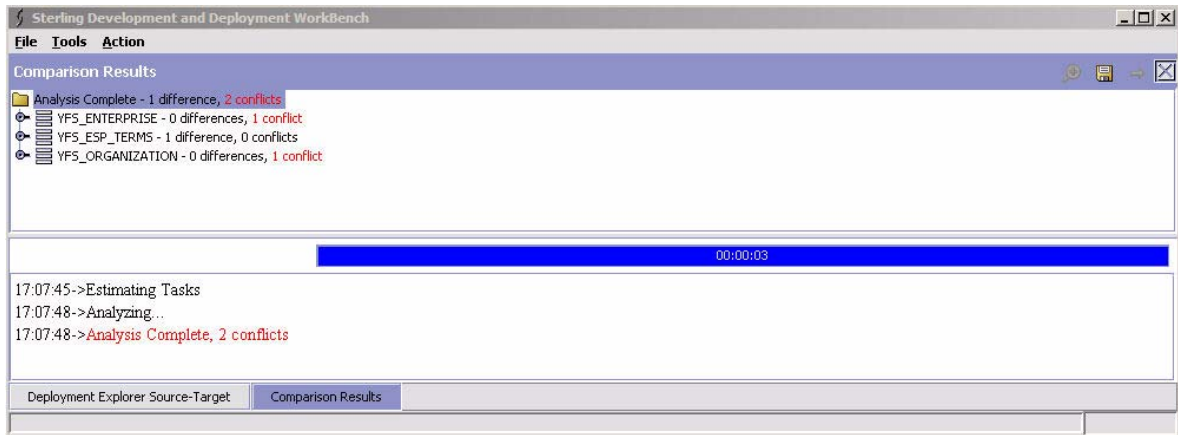 Sterling Development and Deployment WorkBench
File Tools Action
Comparison Results
Analysis Complete - 1 difference, 2 conflicts
YFS_ENTERPRISE - 0 differences, 1 conflict
YFS_ESP_TERMS - 1 difference, 0 conflicts
YFS_ORGANIZATION - 0 differences, 1 conflict
00:00:03
17:07:45->Estimating Tasks
17:07:48->Analyzing...
17:07:48->Analysis Complete, 2 conflicts
Deployment Explorer Source-Target Comparison Results